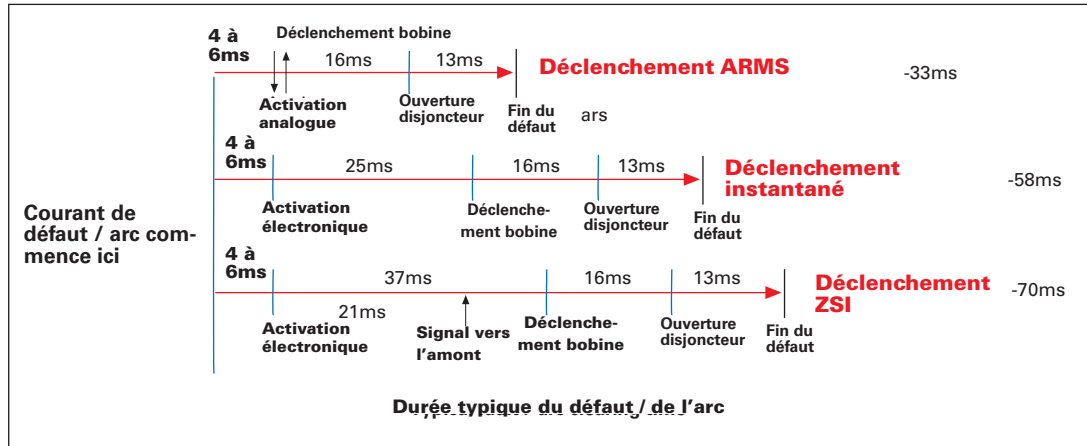 4 à
6ms
Déclenchement bobine
16ms
13ms
Déclenchement ARMS
-33ms
Activation
analogue
Ouverture
disjoncteur
Fin du
défaut
ars
4 à
6ms
25ms
16ms
13ms
Déclenchement
instantané
-58ms
Activation
électronique
Déclenche-
ment bobine
Ouverture
disjoncteur
Fin du
défaut
Courant de
défaut / arc com-
mence ici
4 à
6ms
37ms
16ms
13ms
Déclenchement
ZSI
-70ms
21ms
Activation
électronique
Signal vers
l'amont
Déclenche-
ment bobine
Ouverture
disjoncteur
Fin du
défaut
Durée typique du défaut / de l'arc